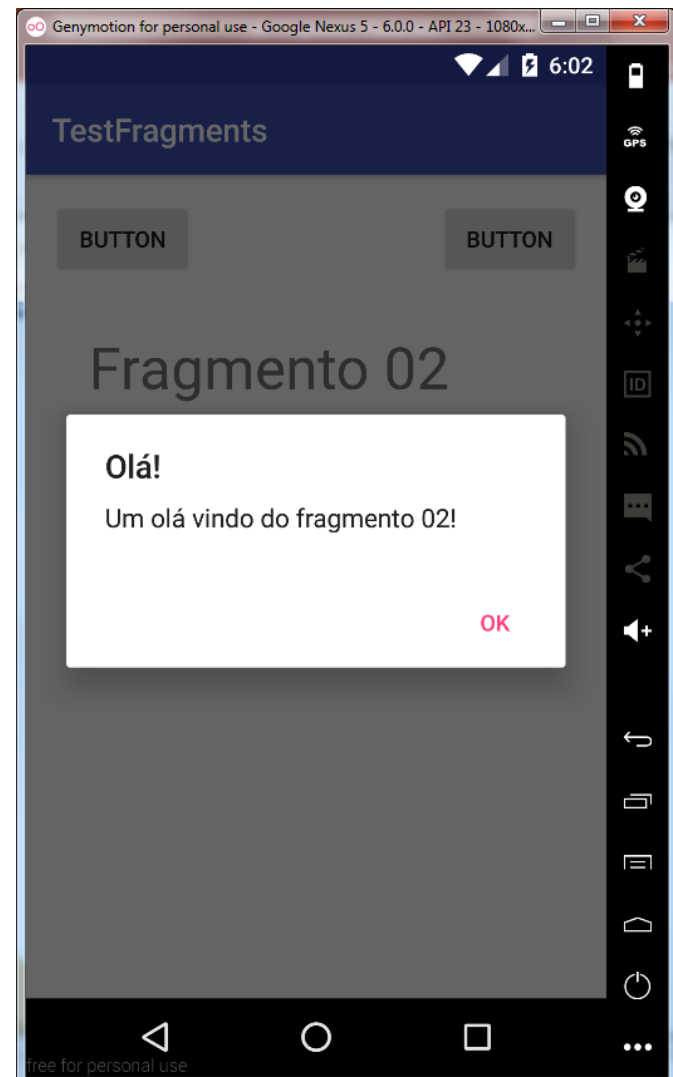 Genymotion for personal use - Google Nexus 5 - 6.0.0 - API 23 - 1080x...
6:02
TestFragments
GPS
BUTTON BUTTON
Fragmento 02
ID
Olá!
Um olá vindo do fragmento 02!
OK
free for personal use